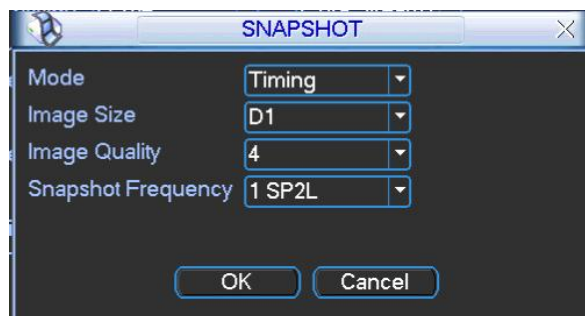 SNAPSHOT
Mode Timing
Image Size D1
Image Quality 4
Snapshot Frequency 1 SP2L
OK Cancel